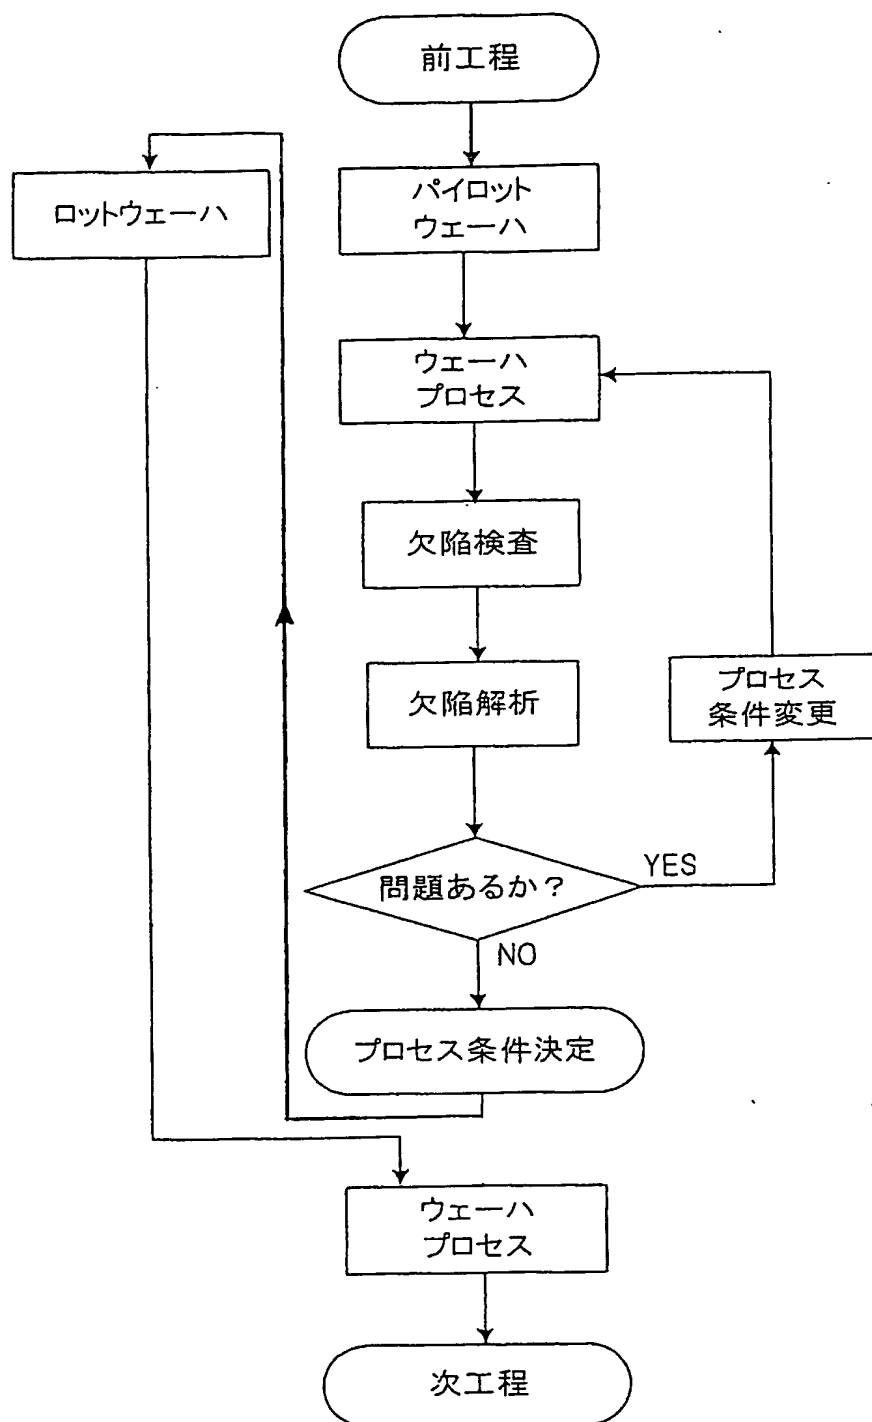 前工程
ロットウェーハ
パイロット
ウェーハ
ウェーハ
プロセス
欠陥検査
欠陥解析
プロセス
条件変更
問題あるか？
YES
NO
プロセス条件決定
ウェーハ
プロセス
次工程